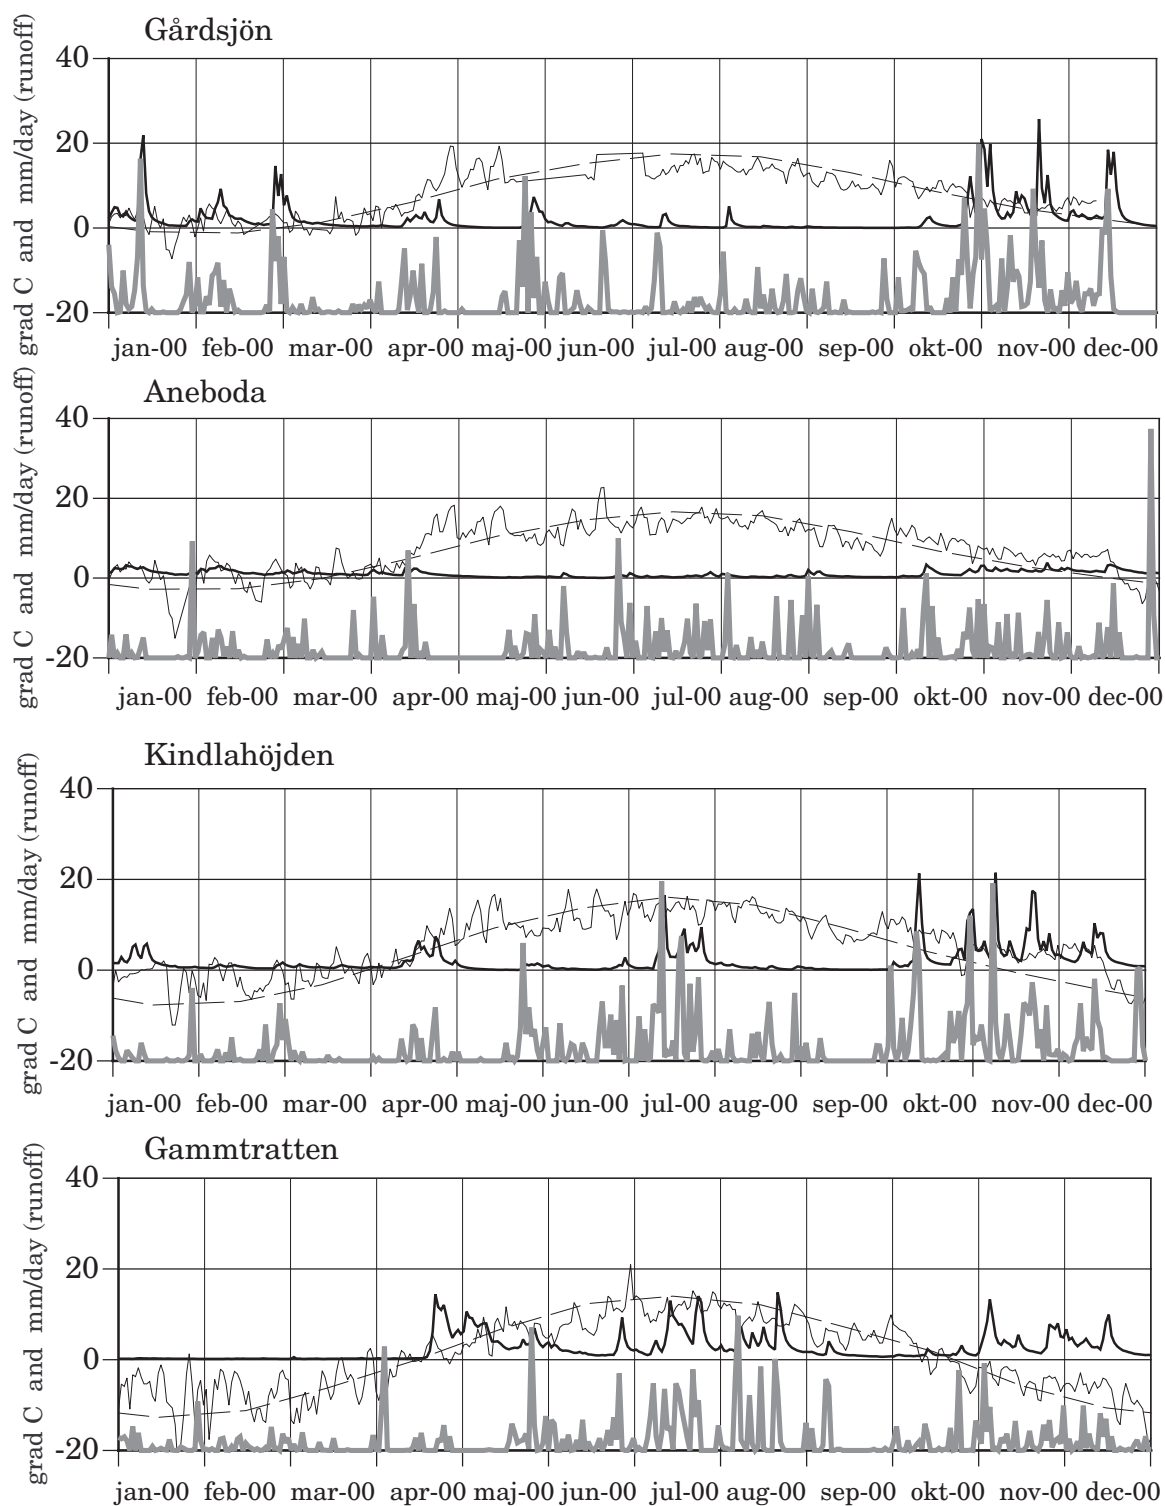 Gårdsjön
grad C and mm/day (runoff)
40
20
0
-20
jan-00 feb-00 mar-00 apr-00 maj-00 jun-00 jul-00 aug-00 sep-00 okt-00 nov-00 dec-00
Aneboda
grad C and mm/day (runoff)
40
20
0
-20
jan-00 feb-00 mar-00 apr-00 maj-00 jun-00 jul-00 aug-00 sep-00 okt-00 nov-00 dec-00
Kindlahöjden
grad C and mm/day (runoff)
40
20
0
-20
jan-00 feb-00 mar-00 apr-00 maj-00 jun-00 jul-00 aug-00 sep-00 okt-00 nov-00 dec-00
Gammtratten
grad C and mm/day (runoff)
40
20
0
-20
jan-00 feb-00 mar-00 apr-00 maj-00 jun-00 jul-00 aug-00 sep-00 okt-00 nov-00 dec-00